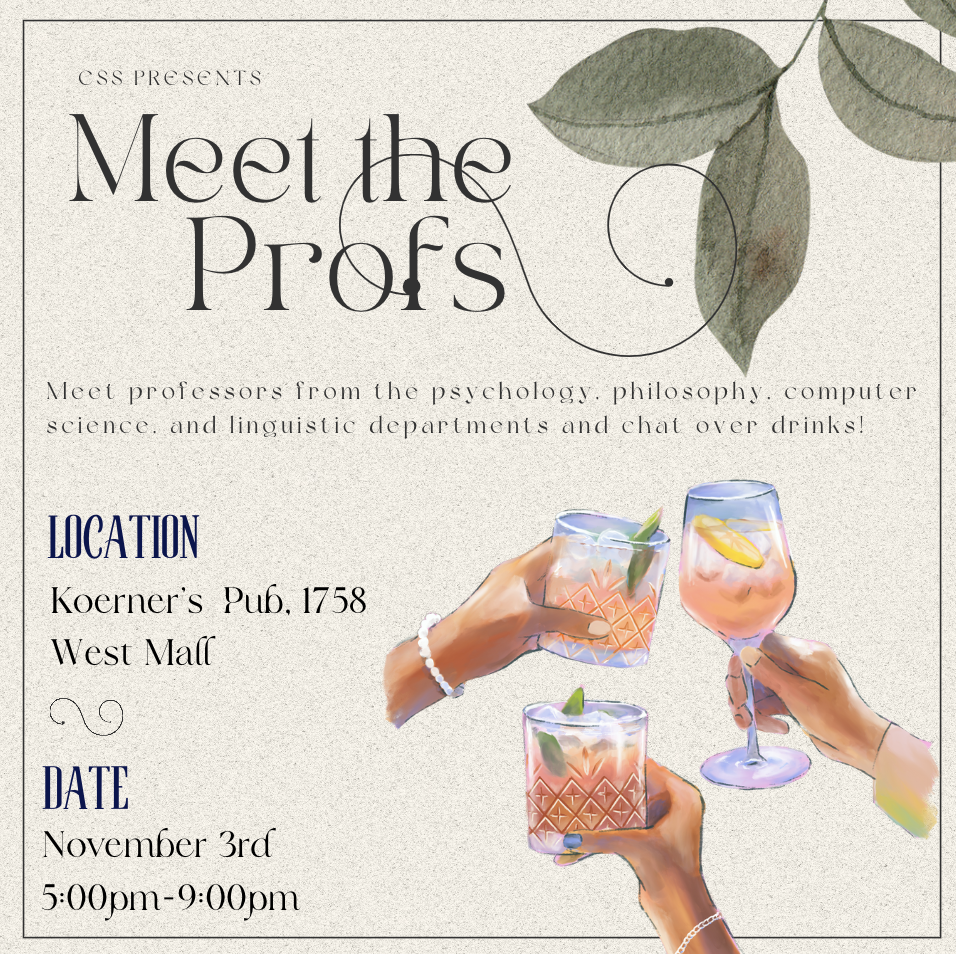 CSS PRESENTS
Meet the
Profs
Meet professors from the psychology, philosophy, computer
science, and linguistic departments and chat over drinks!
LOCATION
Koerner's Pub, 1758
West Mall
DATE
November 3rd
5:00pm-9:00pm